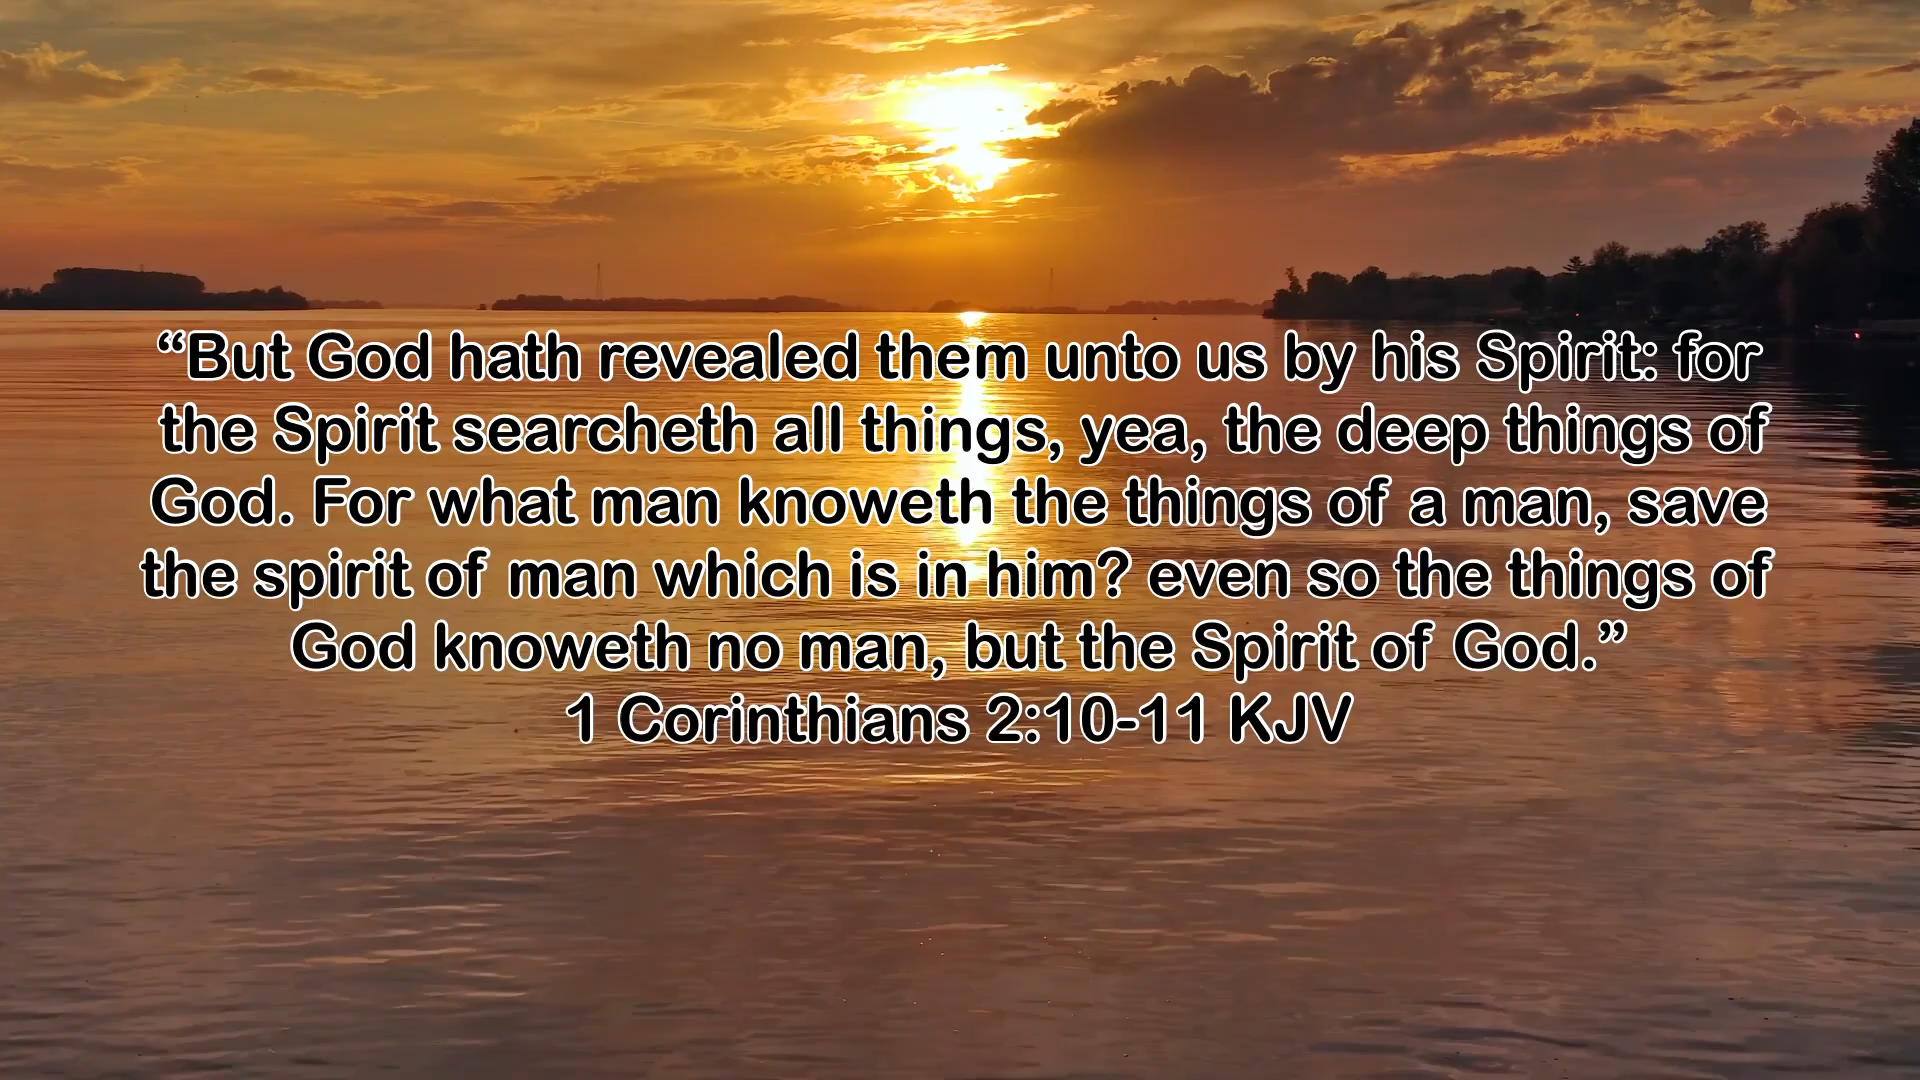 “But God hath revealed them unto us by his Spirit: for
the Spirit searcheth all things, yea, the deep things of
God. For what man knoweth the things of a man, save
the spirit of man which is in him? even so the things of
God knoweth no man, but the Spirit of God.”
1 Corinthians 2:10-11 KJV